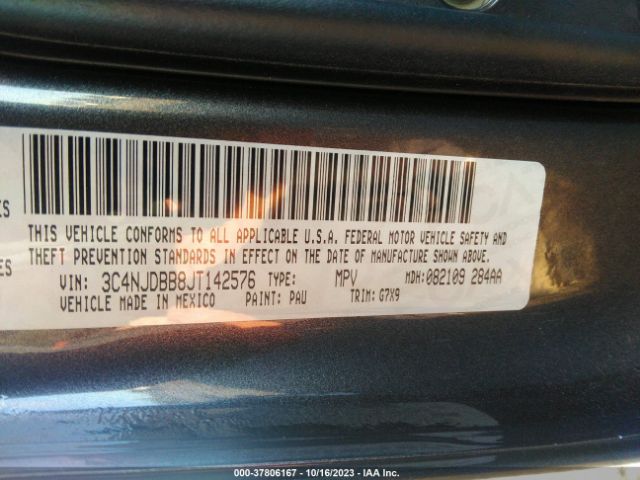 KS
THIS VEHICLE CONFORMS TO ALL APPLICABLE U.S.A. FEDERAL MOTOR VEHICLE SAFETY AND
THEFT PREVENTION STANDARDS IN EFFECT ON THE DATE OF MANUFACTURE SHOWN ABOVE.
ES
VIN: 3C4NJDBB8JT142576 TYPE: MPV MDH:082109 284AA
VEHICLE MADE IN MEXICO PAINT: PAU TRIM: G7X9
000-37806167 - 10/16/2023 - IAA Inc.